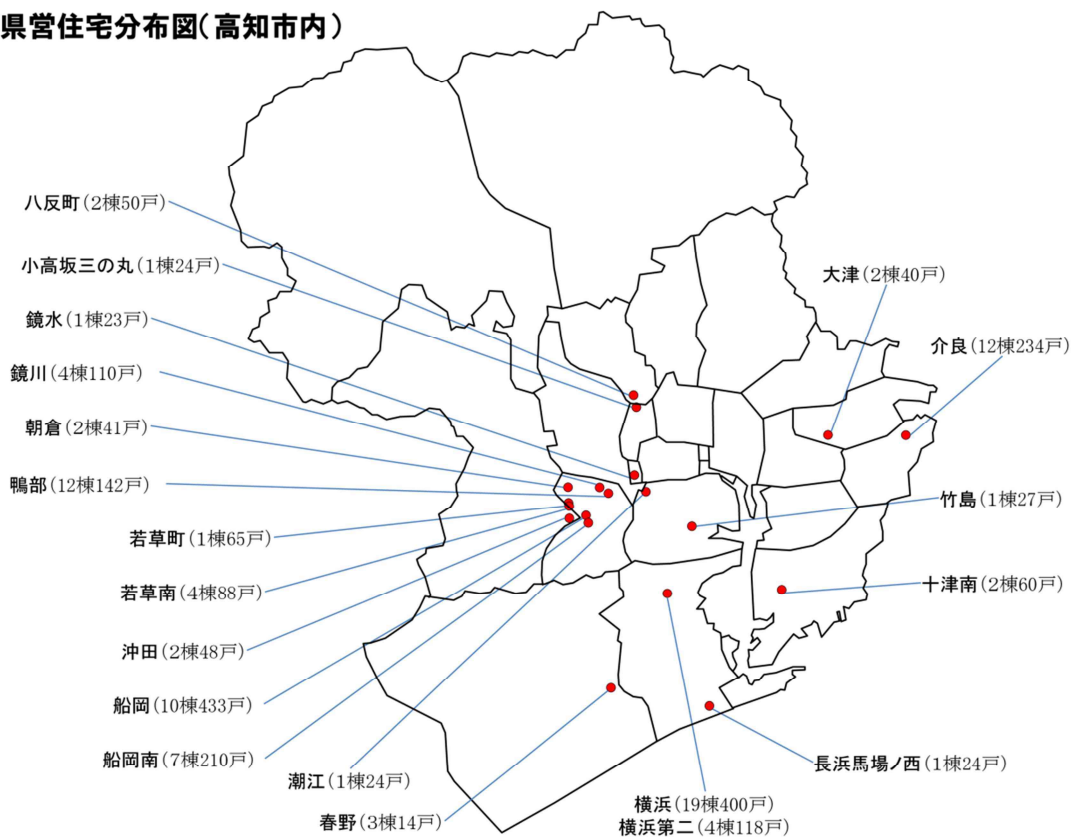 県営住宅分布図（高知市内）
八反町（2棟50戸）
小高坂三の丸（1棟24戸）
鏡水（1棟23戸）
鏡川（4棟110戸）
朝倉（2棟41戸）
鴨部（12棟142戸）
若草町（1棟65戸）
若草南（4棟88戸）
沖田（2棟48戸）
船岡（10棟433戸）
船岡南（7棟210戸）
潮江（1棟24戸）
春野（3棟14戸）
大津（2棟40戸）
介良（12棟234戸）
竹島（1棟27戸）
十津南（2棟60戸）
長浜馬場ノ西（1棟24戸）
横浜（19棟400戸）
横浜第二（4棟118戸）